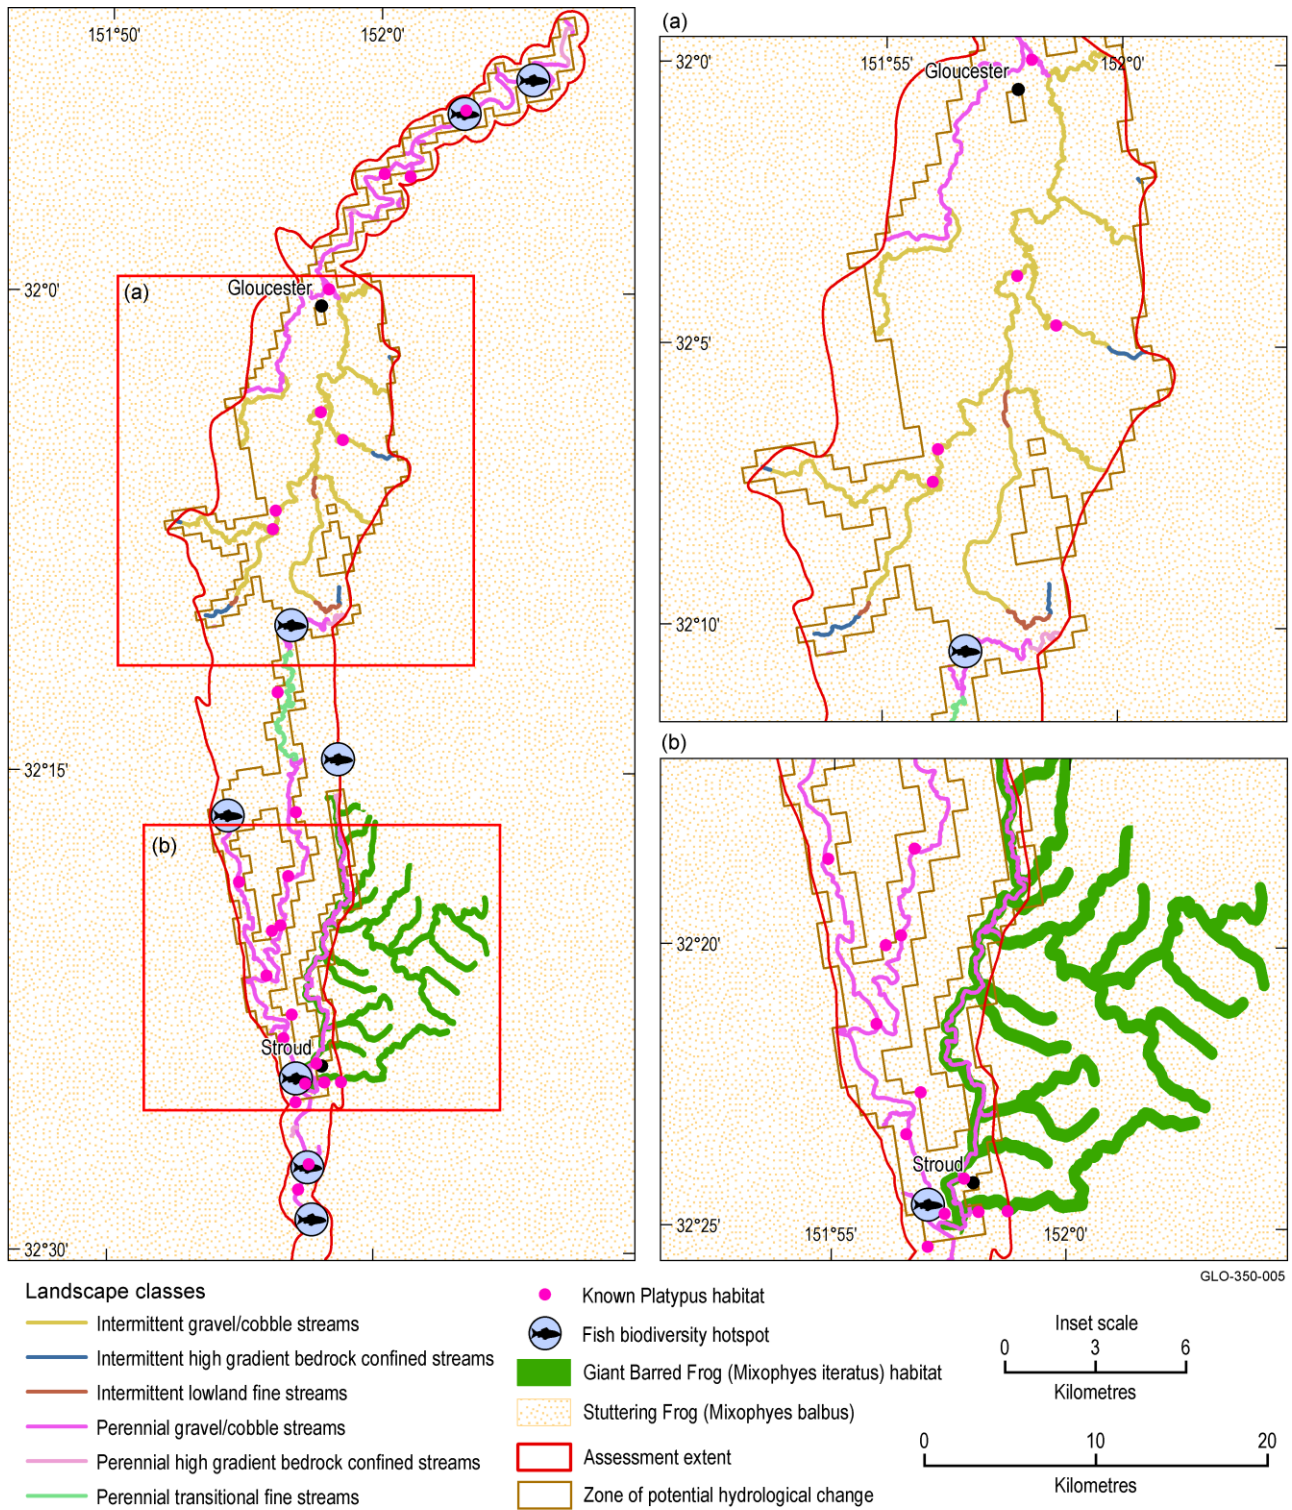 151°50'
152°0'
32°0'
(a)
Gloucester
32°15'
(b)
Stroud
32°30'
(a)
32°0'
151°55'
152°0'
Gloucester
32°5'
32°10'
(b)
32°20'
Stroud
32°25'
151°55'
152°0'
GLO-350-005
Landscape classes
Intermittent gravel/cobble streams
Intermittent high gradient bedrock confined streams
Intermittent lowland fine streams
Perennial gravel/cobble streams
Perennial high gradient bedrock confined streams
Perennial transitional fine streams
Known Platypus habitat
Fish biodiversity hotspot
Giant Barred Frog (Mixophyes iteratus) habitat
Stuttering Frog (Mixophyes balbus)
Assessment extent
Zone of potential hydrological change
Inset scale
0 3 6
Kilometres
0 10 20
Kilometres